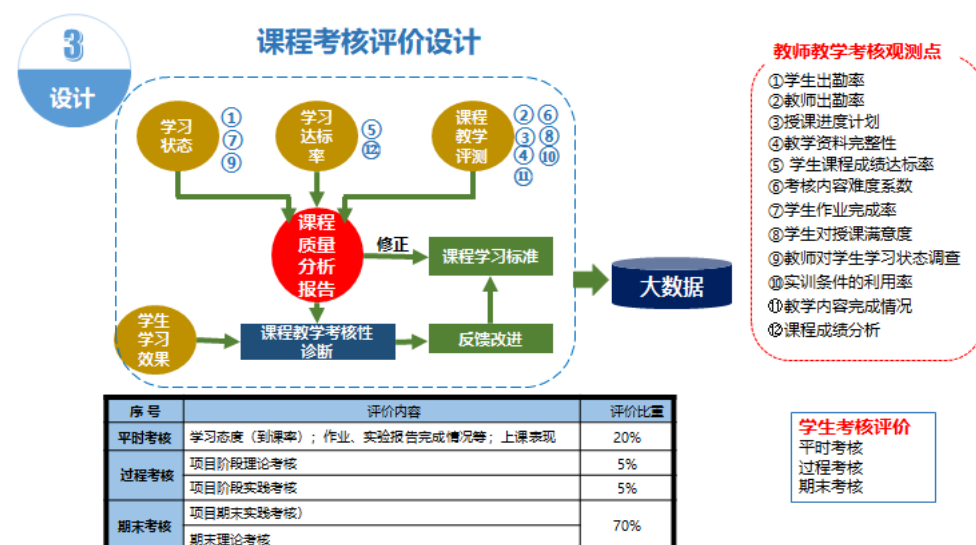 3
设计
课程考核评价设计
学习
状态
①
⑦
⑨
学习
达标
率
⑤
⑫
课程
教学
评测
② ⑥
③ ⑧
④ ⑩
⑪
课程
质量
分析
报告
修正
课程学习标准
大数据
学生
学习
效果
课程教学考核性
诊断
反馈改进
教师教学考核观测点
①学生出勤率
②教师出勤率
③授课进度计划
④教学资料完整性
⑤ 学生课程成绩达标率
⑥考核内容难度系数
⑦学生作业完成率
⑧学生对授课满意度
⑨教师对学生学习状态调查
⑩实训条件的利用率
⑪教学内容完成情况
⑫课程成绩分析
序号 评价内容 评价比重
平时考核 学习态度（到课率）；作业、实验报告完成情况等；上课表现 20%
过程考核 项目阶段理论考核 5%
项目阶段实践考核 5%
期末考核 项目期末实践考核） 70%
期末理论考核
学生考核评价
平时考核
过程考核
期末考核